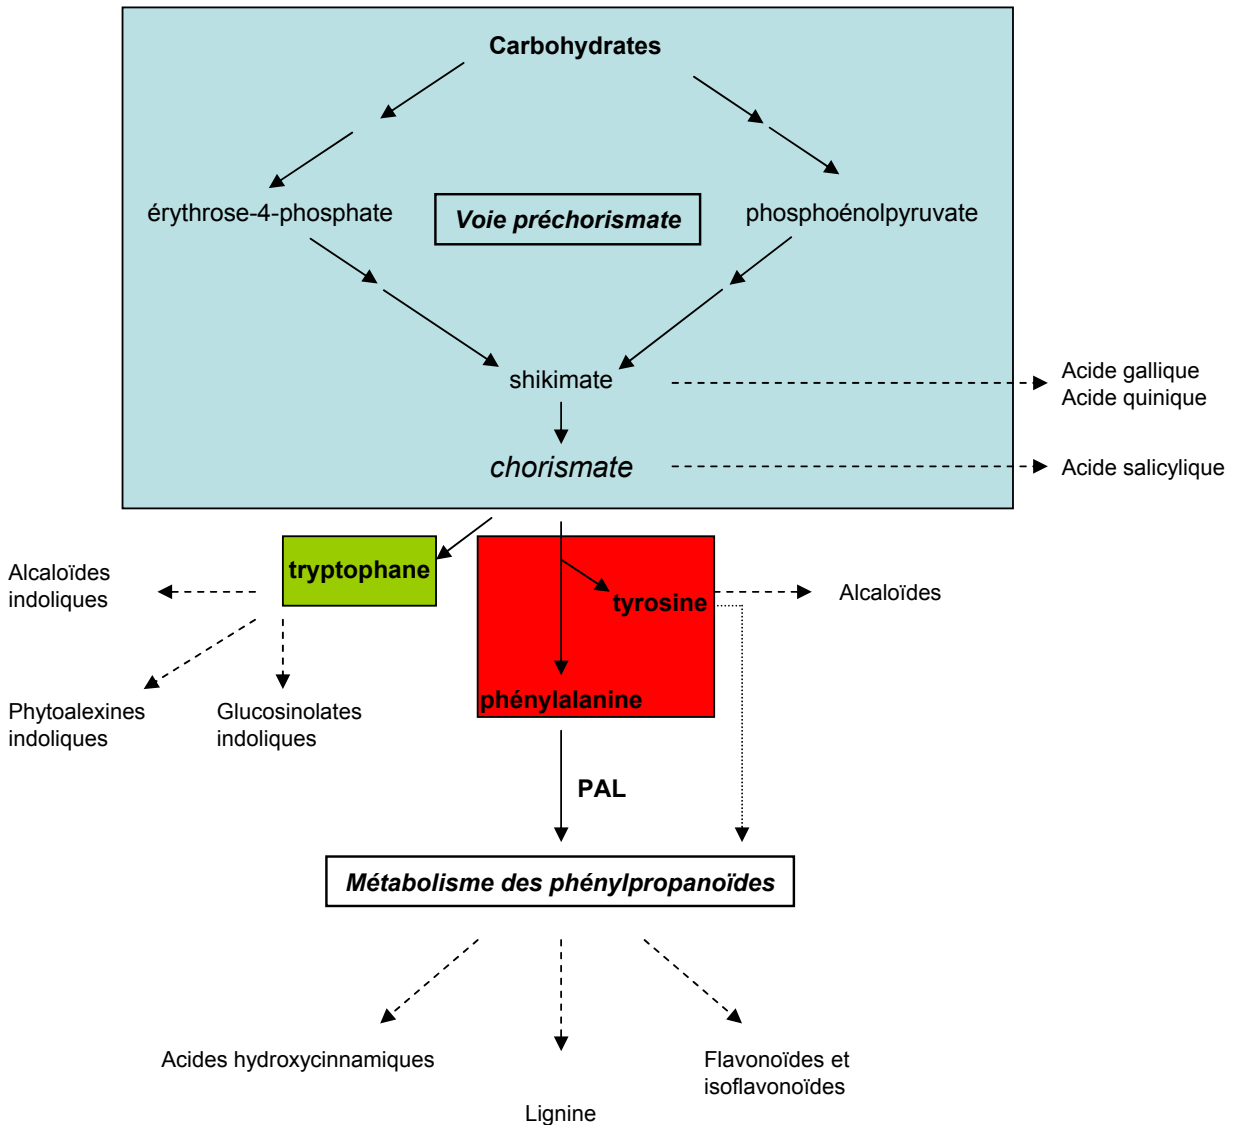 Carbohydrates
érythrose-4-phosphate
Voie préchorismate
phosphoénolpyruvate
shikimate
Acide gallique
Acide quinique
chorismate
Acide salicylique
tryptophane
Alcaloïdes
indoliques
tyrosine
Alcaloïdes
phénylalanine
Phytoalexines
indoliques
Glucosinolates
indoliques
PAL
Métabolisme des phénylpropanoïdes
Acides hydroxycinnamiques
Flavonoïdes et
isoflavonoïdes
Lignine